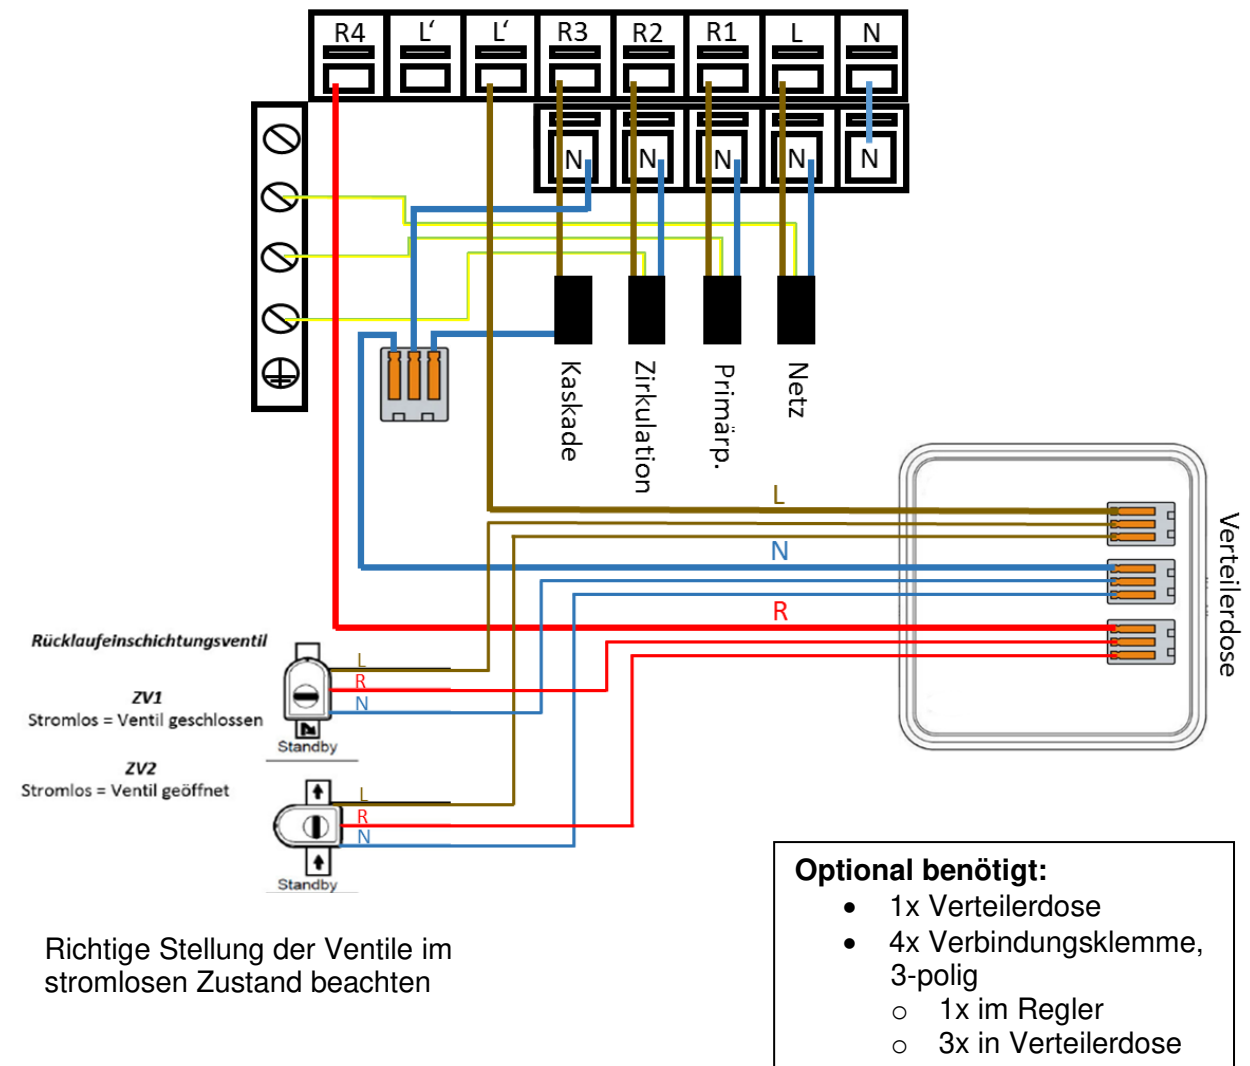 R4 L‘ L‘ R3 R2 R1 L N
N N N N N
Kaskade
Zirkulation
Primärp.
Netz
L
N
R
Verteilerdose
Rücklaufeinschichtungsventil
L
R
N
ZV1
Stromlos = Ventil geschlossen
Standby
ZV2
Stromlos = Ventil geöffnet
L
R
N
Standby
Optional benötigt:
• 1x Verteilerdose
• 4x Verbindungsklemme,
3-polig
o 1x im Regler
o 3x in Verteilerdose
Richtige Stellung der Ventile im
stromlosen Zustand beachten